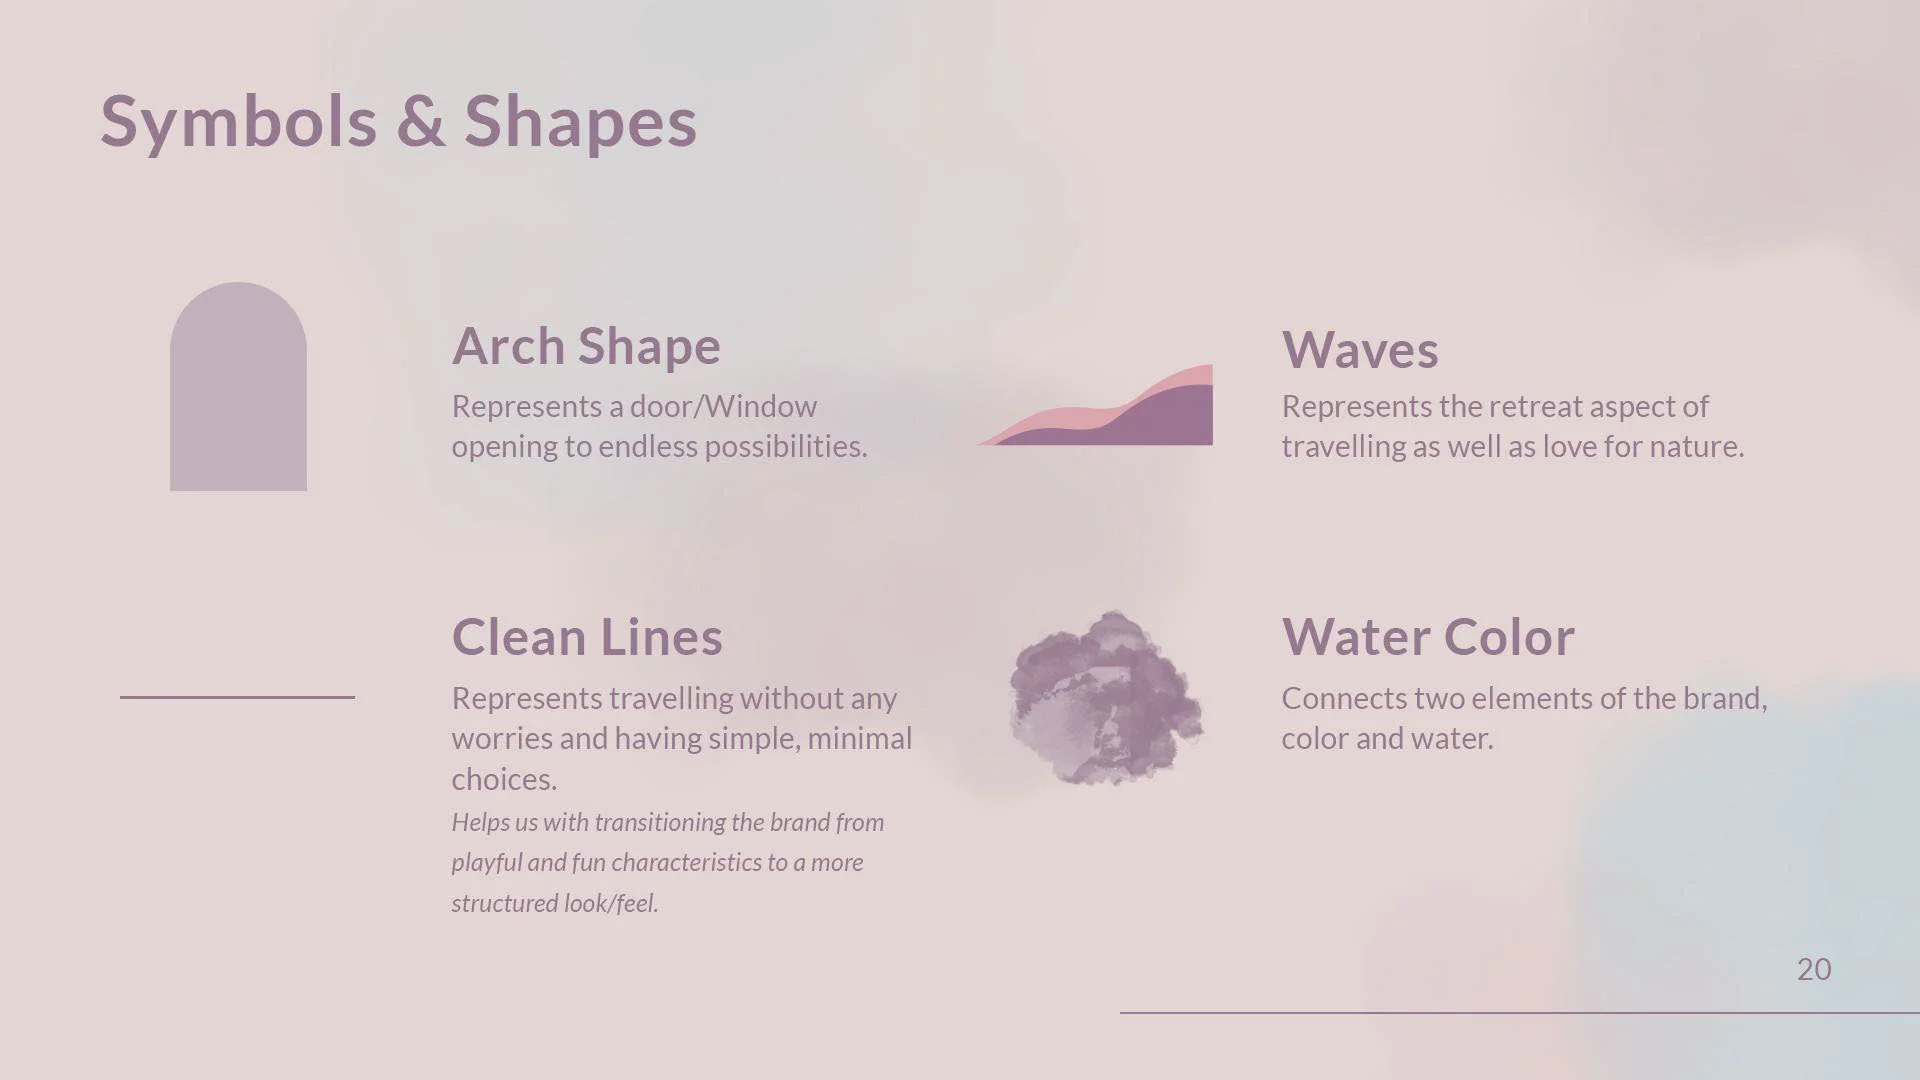 Symbols & Shapes
Arch Shape
Represents a door/Window
opening to endless possibilities.
Waves
Represents the retreat aspect of
travelling as well as love for nature.
Clean Lines
Represents travelling without any
worries and having simple, minimal
choices.
Helps us with transitioning the brand from
playful and fun characteristics to a more
structured look/feel.
Water Color
Connects two elements of the brand,
color and water.
20